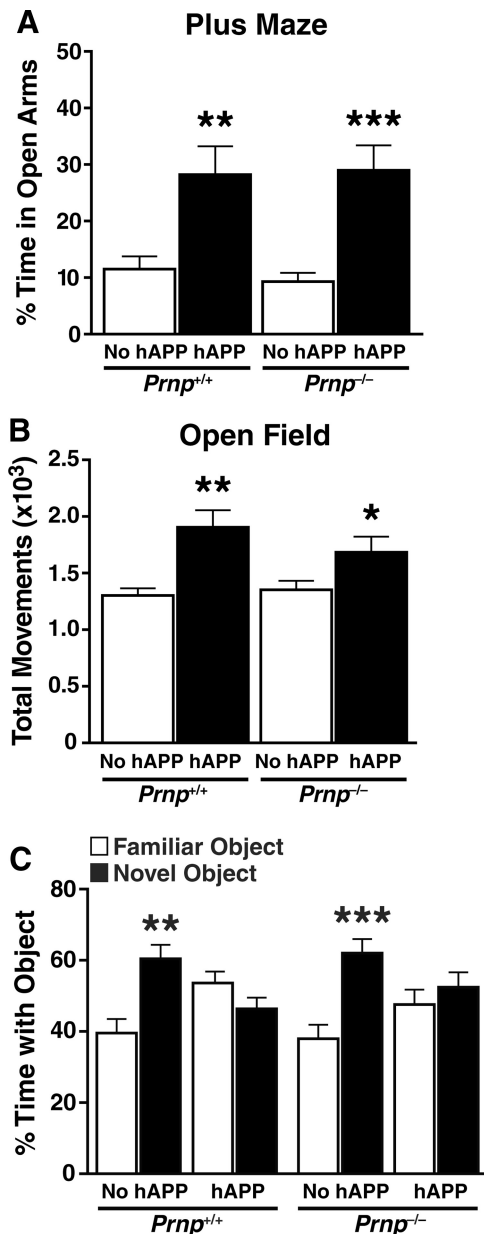 A
Plus Maze
% Time in Open Arms
50
40
30
20
10
0
** ***
No hAPP hAPP No hAPP hAPP
Prnp+/+ Prnp–/–
B
Open Field
Total Movements (x10³)
2.5
2.0
1.5
1.0
0.5
0
** *
No hAPP hAPP No hAPP hAPP
Prnp+/+ Prnp–/–
C
Familiar Object
Novel Object
% Time with Object
80
60
40
20
0
** ***
No hAPP hAPP No hAPP hAPP
Prnp+/+ Prnp–/–